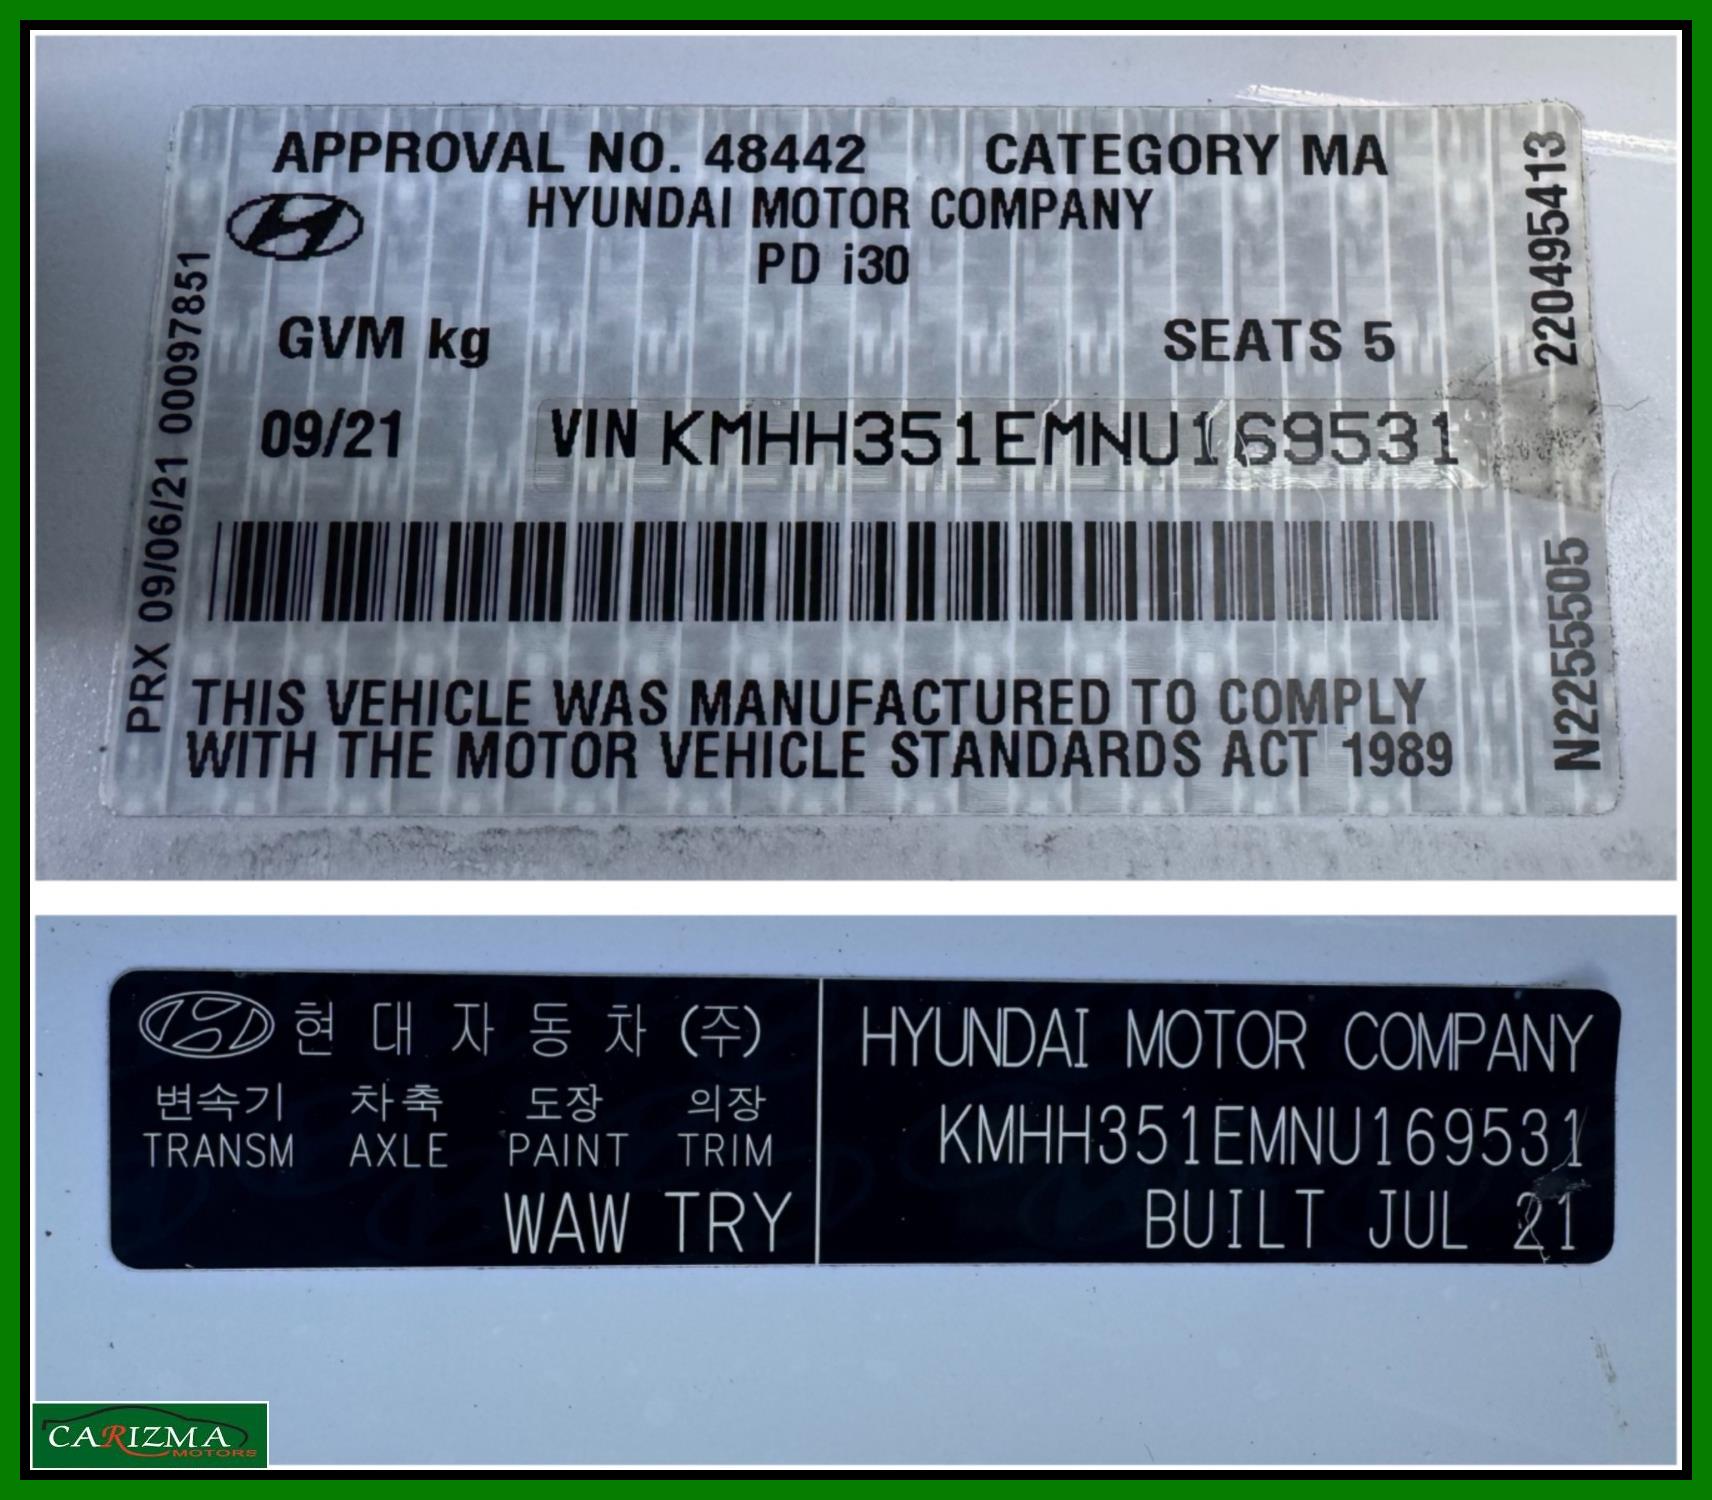 APPROVAL NO. 48442 CATEGORY MA
HYUNDAI MOTOR COMPANY
PD i30
GVM kg SEATS 5
09/21 VIN KMHH351EMNU169531
THIS VEHICLE WAS MANUFACTURED TO COMPLY
WITH THE MOTOR VEHICLE STANDARDS ACT 1989
PRX 09/06/21 00097851
220495413
N2255505
현대자동차 (주)
변속기 차축 도장 의장
TRANSM AXLE PAINT TRIM
WAW TRY
HYUNDAI MOTOR COMPANY
KMHH351EMNU169531
BUILT JUL 21
CARIZMA
MOTORS